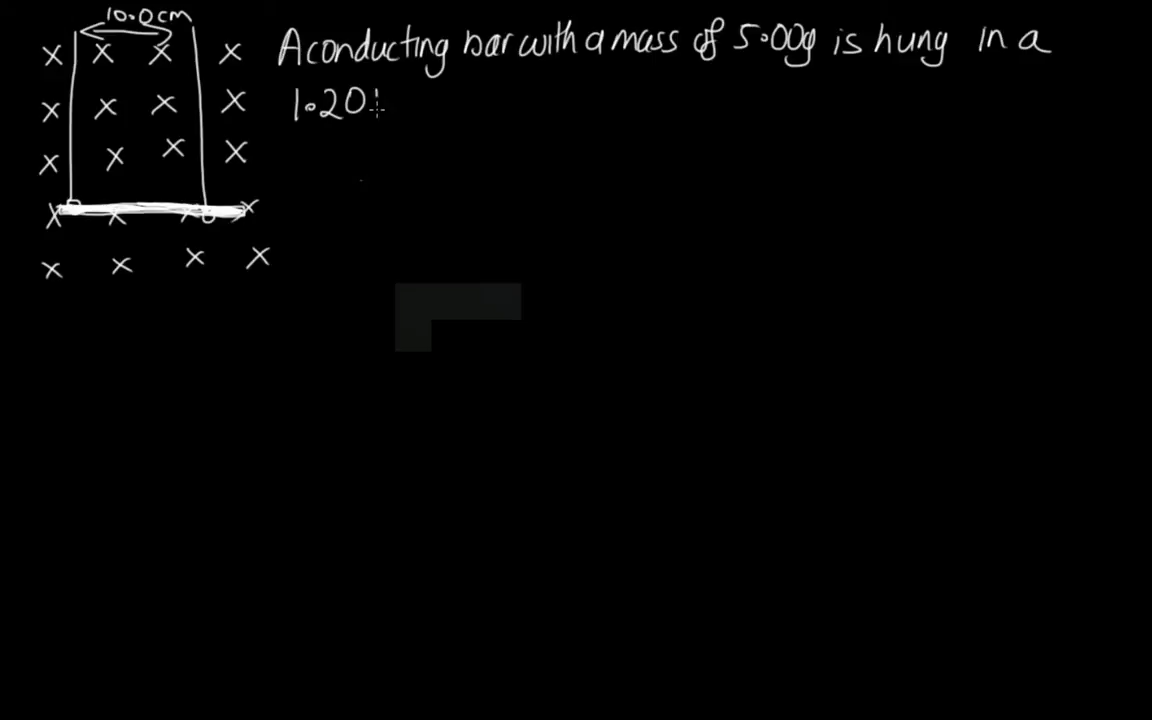 10.0cm
A conducting bar with a mass of 5.00g is hung in a
1.20
X X X X
X X X X
X X X X
X X X X
X X X X